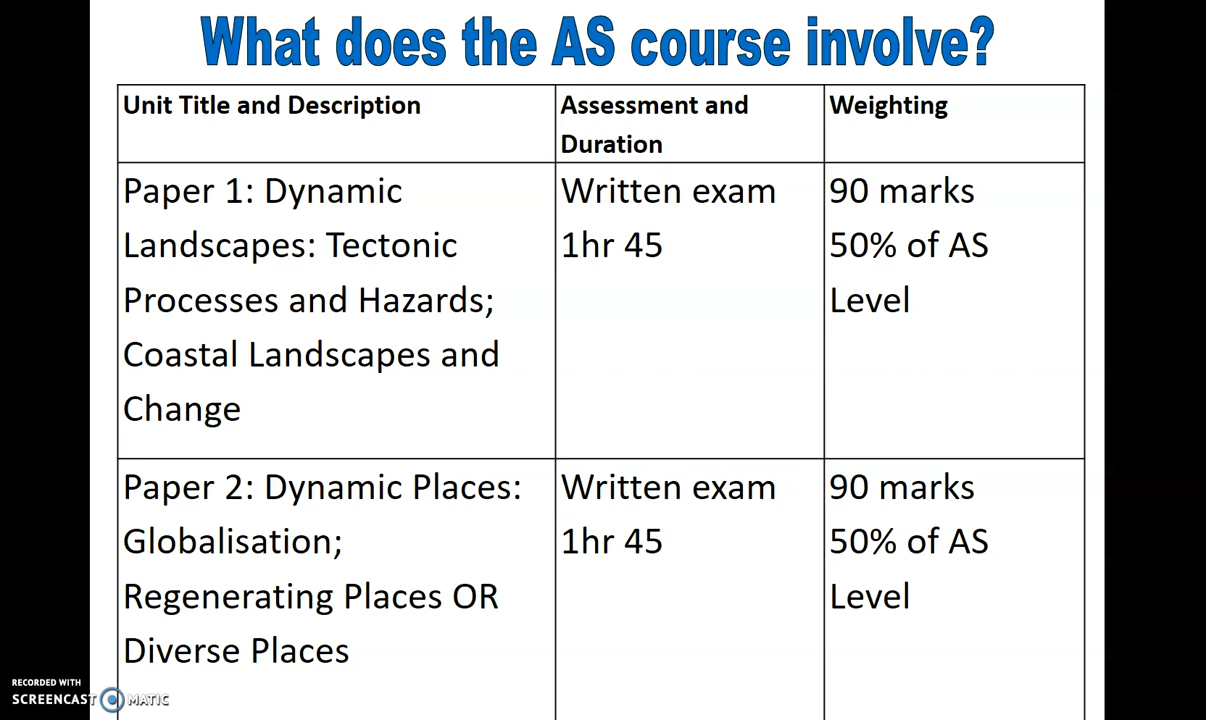 What does the AS course involve?
Unit Title and Description
Assessment and
Duration
Weighting
Paper 1: Dynamic
Landscapes: Tectonic
Processes and Hazards;
Coastal Landscapes and
Change
Written exam
1hr 45
90 marks
50% of AS
Level
Paper 2: Dynamic Places:
Globalisation;
Regenerating Places OR
Diverse Places
Written exam
1hr 45
90 marks
50% of AS
Level
RECORDED WITH
SCREENCAST MATIC